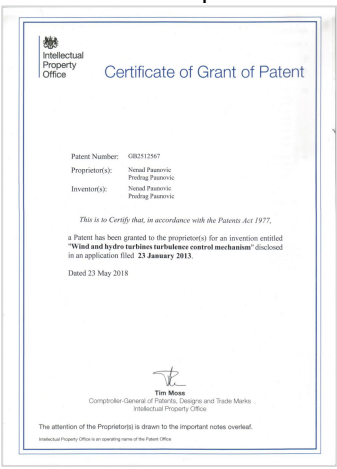 Intellectual
Property
Office
Certificate of Grant of Patent
Patent Number: GB2512567
Proprietor(s): Nenad Paunovic
Predrag Paunovic
Inventor(s): Nenad Paunovic
Predrag Paunovic
This is to Certify that, in accordance with the Patents Act 1977,
a Patent has been granted to the proprietor(s) for an invention entitled
"Wind and hydro turbines turbulence control mechanism" disclosed
in an application filed 23 January 2013.
Dated 23 May 2018
Tim Moss
Comptroller-General of Patents, Designs and Trade Marks
Intellectual Property Office
The attention of the Proprietor(s) is drawn to the important notes overleaf.
Intellectual Property Office is an operating name of the Patent Office